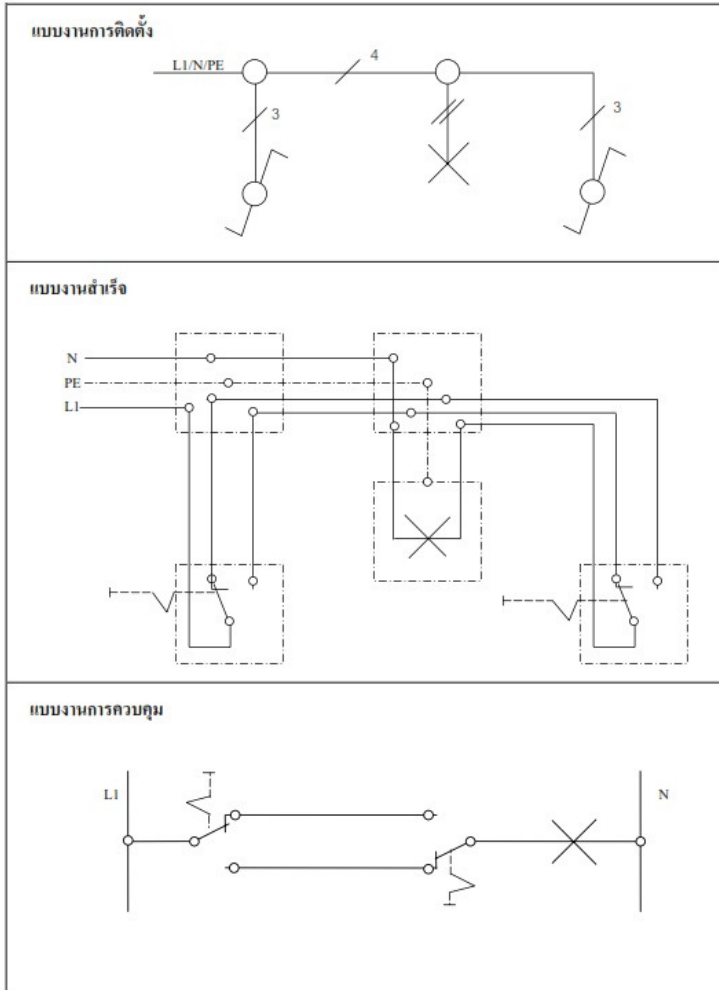 แบบงานการติดตั้ง
L1/N/PE
4
3
3
แบบงานสำเร็จ
N
PE
L1
แบบงานการควบคุม
L1
N